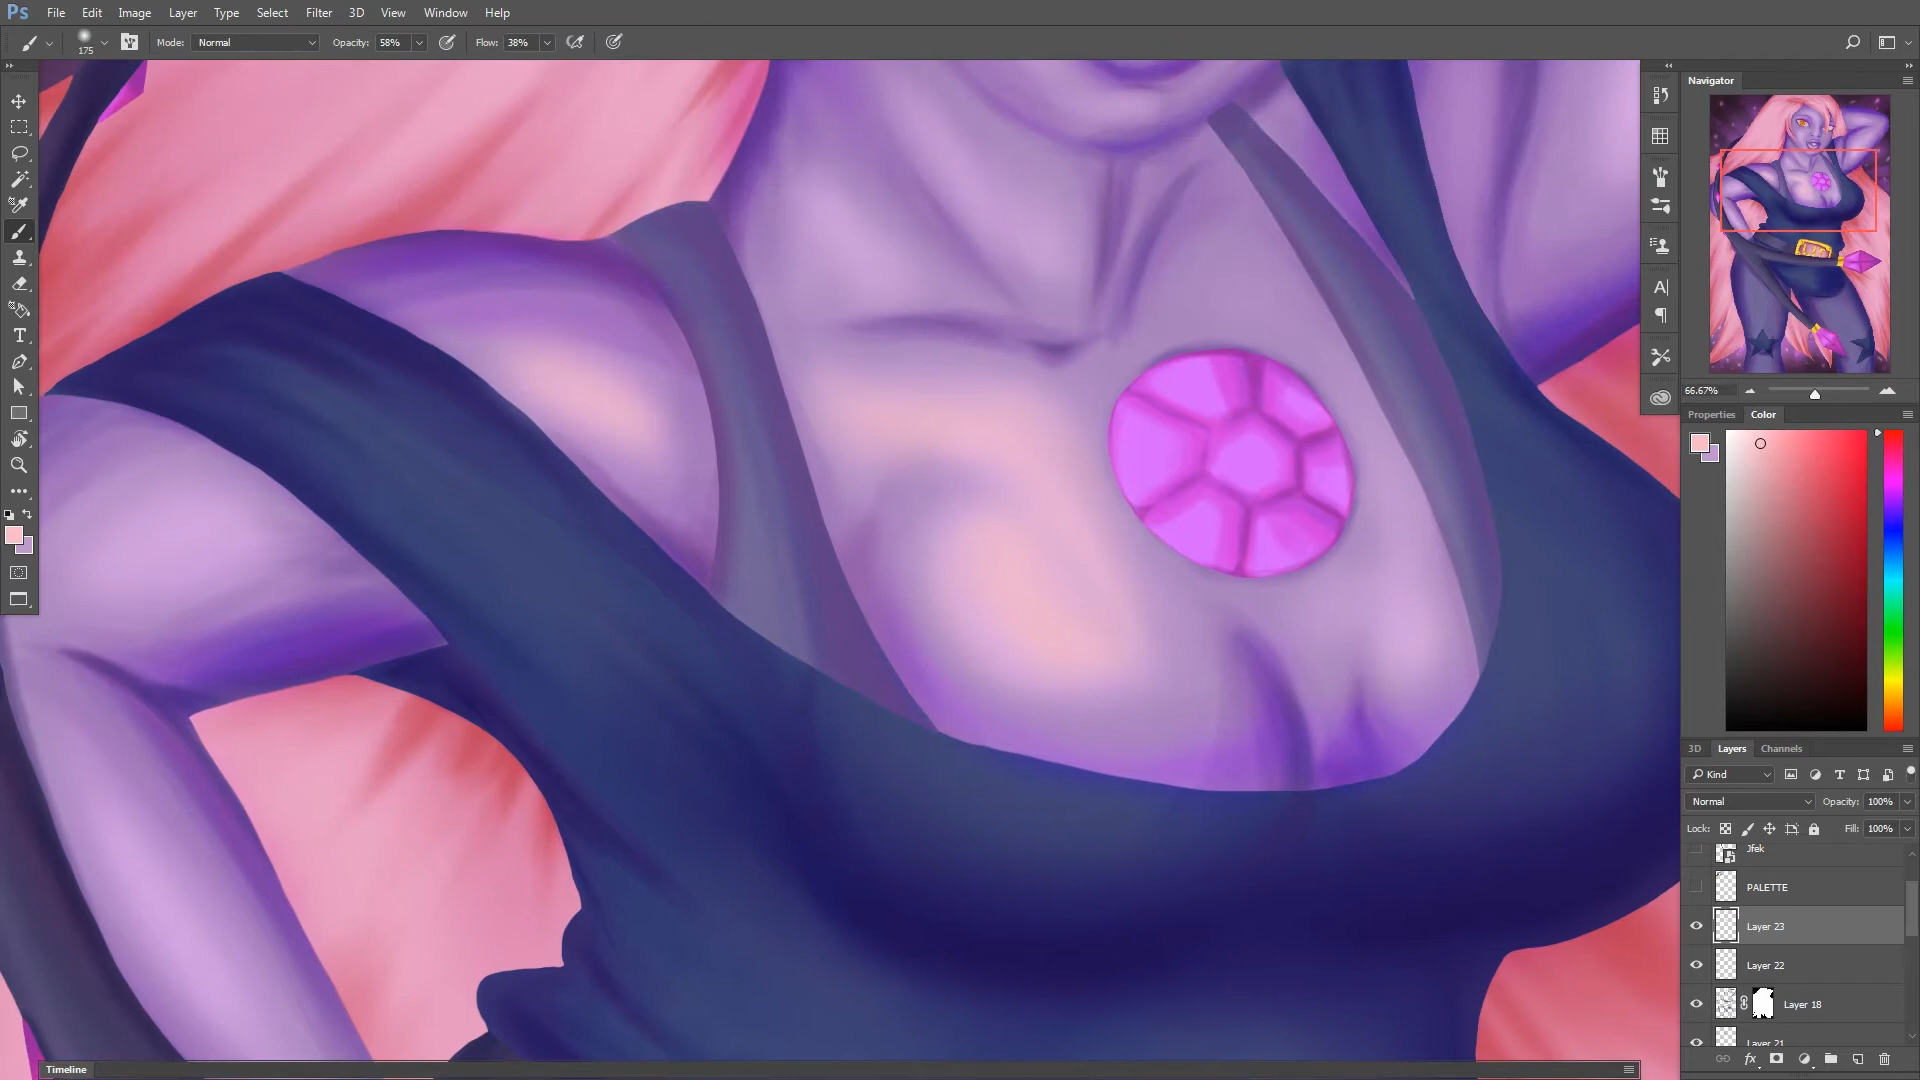 Ps File Edit Image Layer Type Select Filter 3D View Window Help
175 Mode: Normal Opacity: 58% Flow: 38%
Navigator
66.67%
Properties Color
3D Layers Channels
Kind
Normal Opacity: 100%
Lock: Fill: 100%
Jfek
PALETTE
Layer 23
Layer 22
Layer 18
Layer 21
Timeline